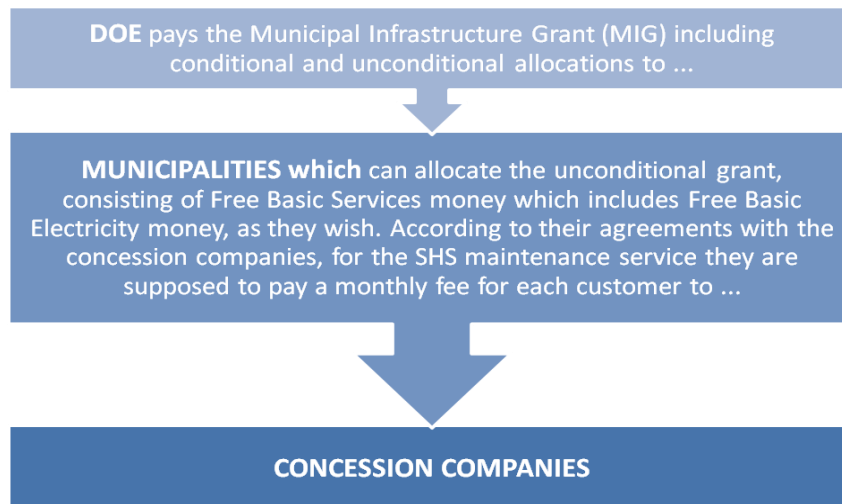 DOE pays the Municipal Infrastructure Grant (MIG) including
conditional and unconditional allocations to ...
MUNICIPALITIES which can allocate the unconditional grant,
consisting of Free Basic Services money which includes Free Basic
Electricity money, as they wish. According to their agreements with the
concession companies, for the SHS maintenance service they are
supposed to pay a monthly fee for each customer to ...
CONCESSION COMPANIES